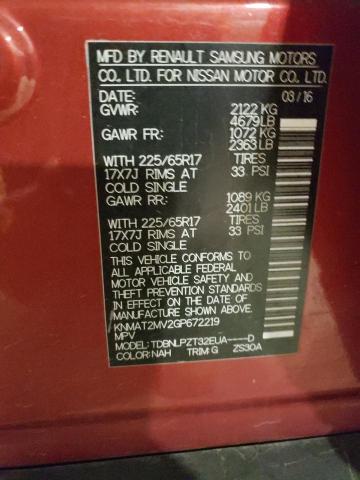 MFD BY RENAULT SAMSUNG MOTORS
CO., LTD. FOR NISSAN MOTOR CO., LTD.
DATE: 03/16
GVWR: 2122 KG
4679 LB
GAWR FR: 1072 KG
2363 LB
WITH 225/65R17 TIRES
17X7J RIMS AT 33 PSI
COLD SINGLE
GAWR RR: 1089 KG
2401 LB
WITH 225/65R17 TIRES
17X7J RIMS AT 33 PSI
COLD SINGLE
THIS VEHICLE CONFORMS TO
ALL APPLICABLE FEDERAL
MOTOR VEHICLE SAFETY AND
THEFT PREVENTION STANDARDS
IN EFFECT ON THE DATE OF
MANUFACTURE SHOWN ABOVE.
KNMAT2MV2GP672219
MPV
MODEL: TDBNLPZT32EUA----D
COLOR: NAH TRIM: G ZS30A